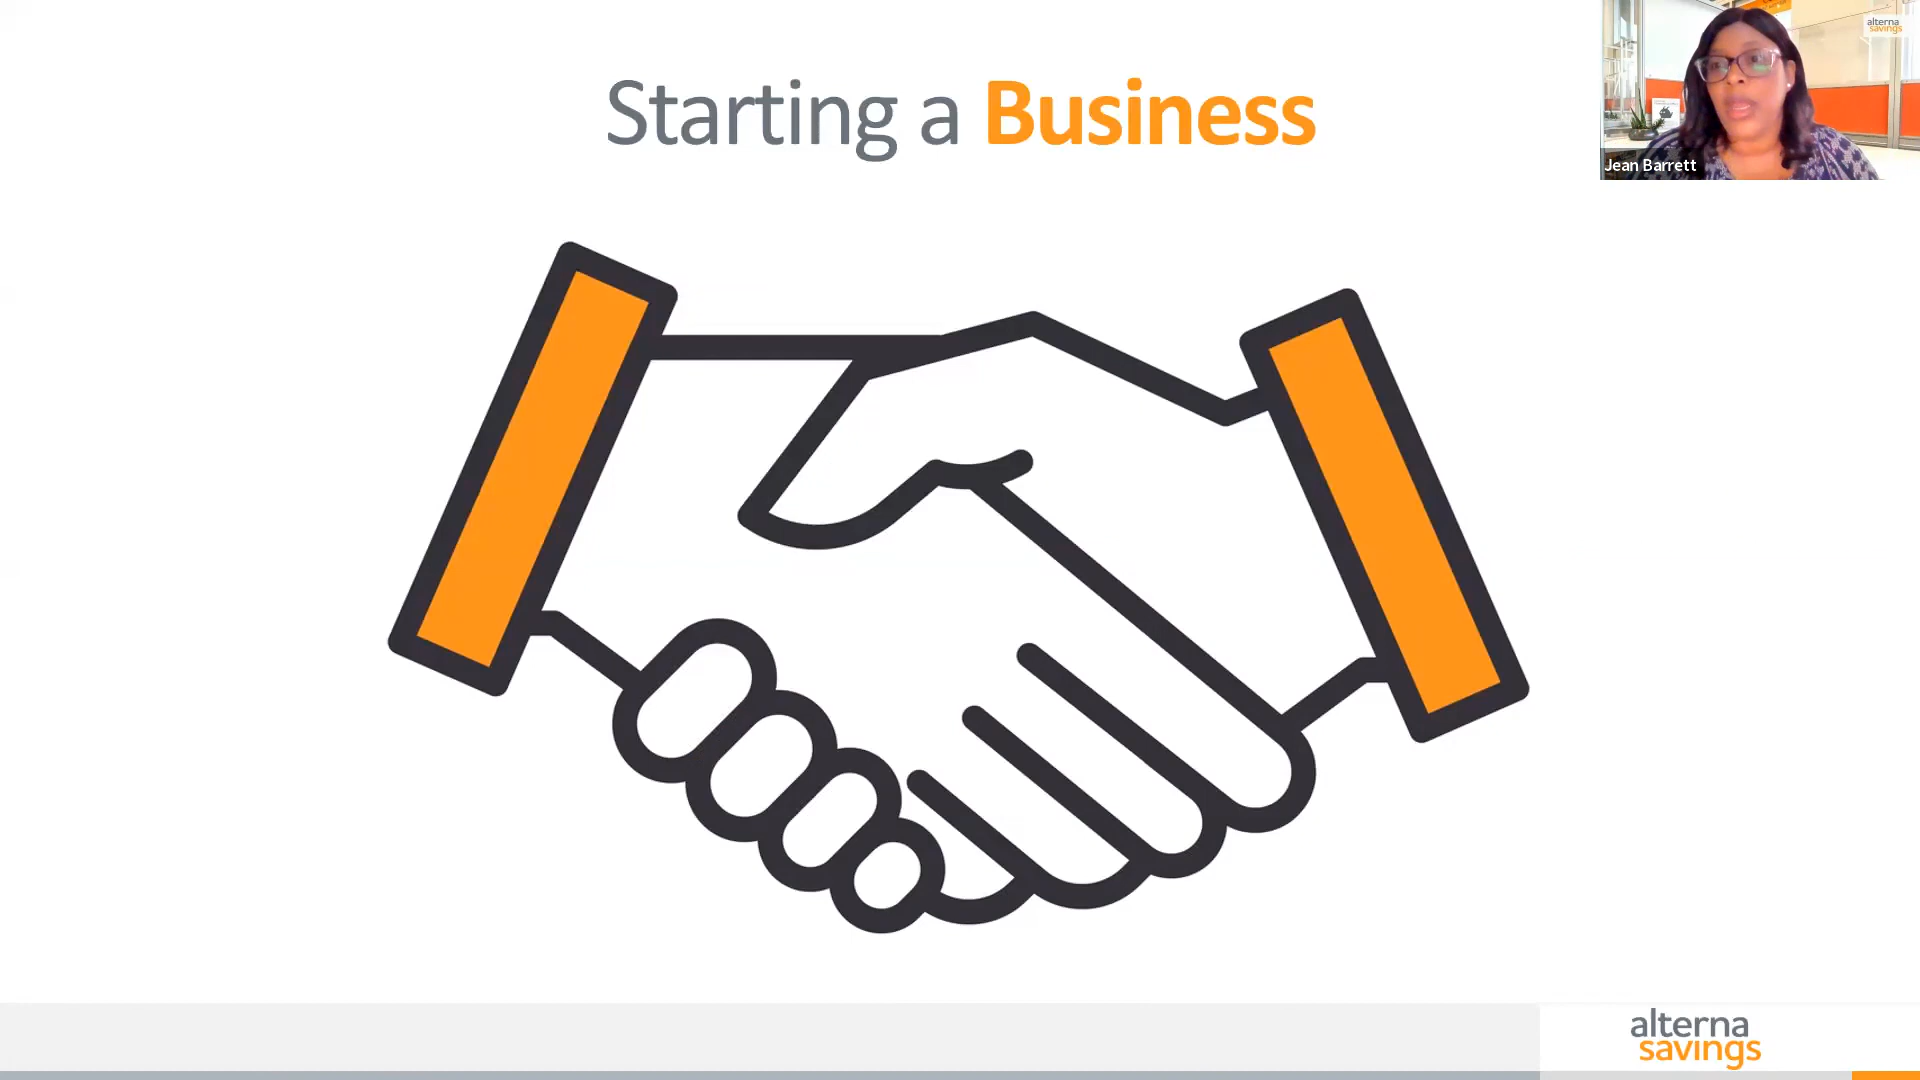 Starting a Business
alterna
savings
Jean Barrett
alterna
savings